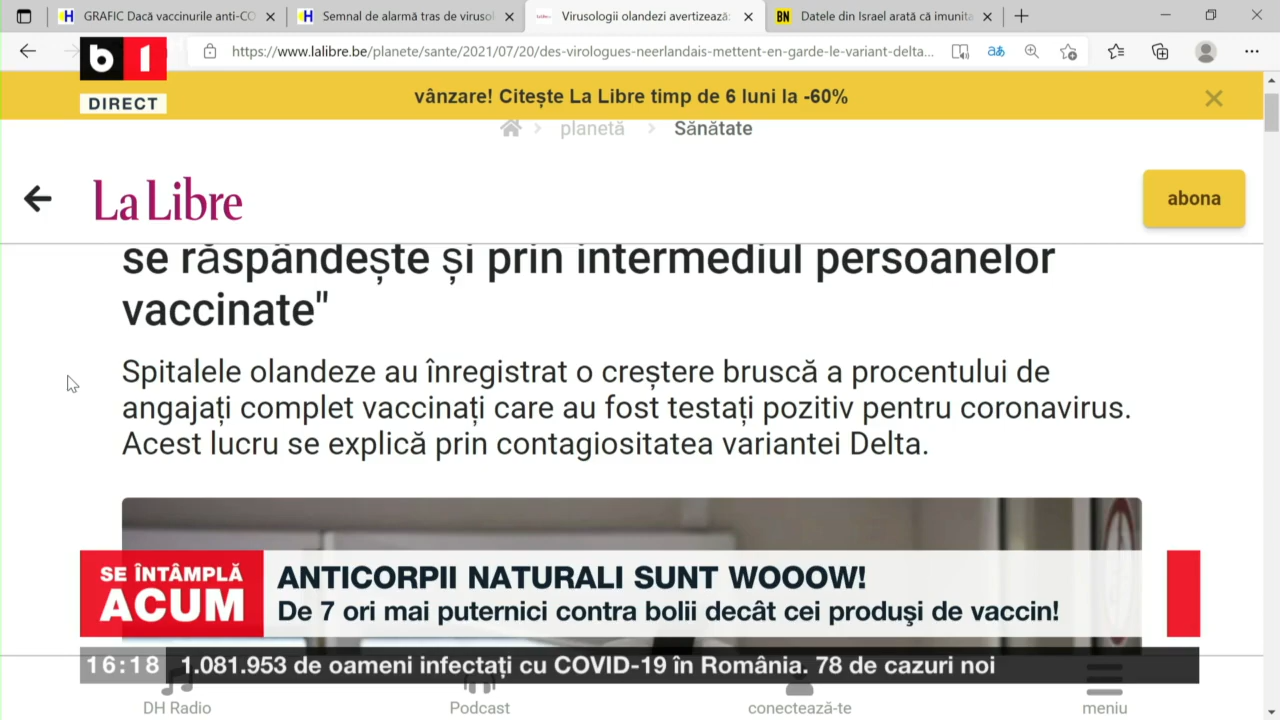 GRAFIC Dacă vaccinurile anti-CO
Semnal de alarmă tras de virusol
Virusologii olandezi avertizează:
BN
Datele din Israel arată că imunita
https://www.lalibre.be/planete/sante/2021/07/20/des-virologues-neerlandais-mettent-en-garde-le-variant-delta...
b1
DIRECT
vânzare! Citește La Libre timp de 6 luni la -60%
planetă
Sănătate
La Libre
abona
se răspândește și prin intermediul persoanelor
vaccinate"
Spitalele olandeze au înregistrat o creștere bruscă a procentului de
angajați complet vaccinați care au fost testați pozitiv pentru coronavirus.
Acest lucru se explică prin contagiositatea variantei Delta.
SE ÎNTÂMPLĂ
ACUM
ANTICORPII NATURALI SUNT WOOOW!
De 7 ori mai puternici contra bolii decât cei produşi de vaccin!
16:18
1.081.953 de oameni infectați cu COVID-19 în România. 78 de cazuri noi
DH Radio
Podcast
conectează-te
meniu